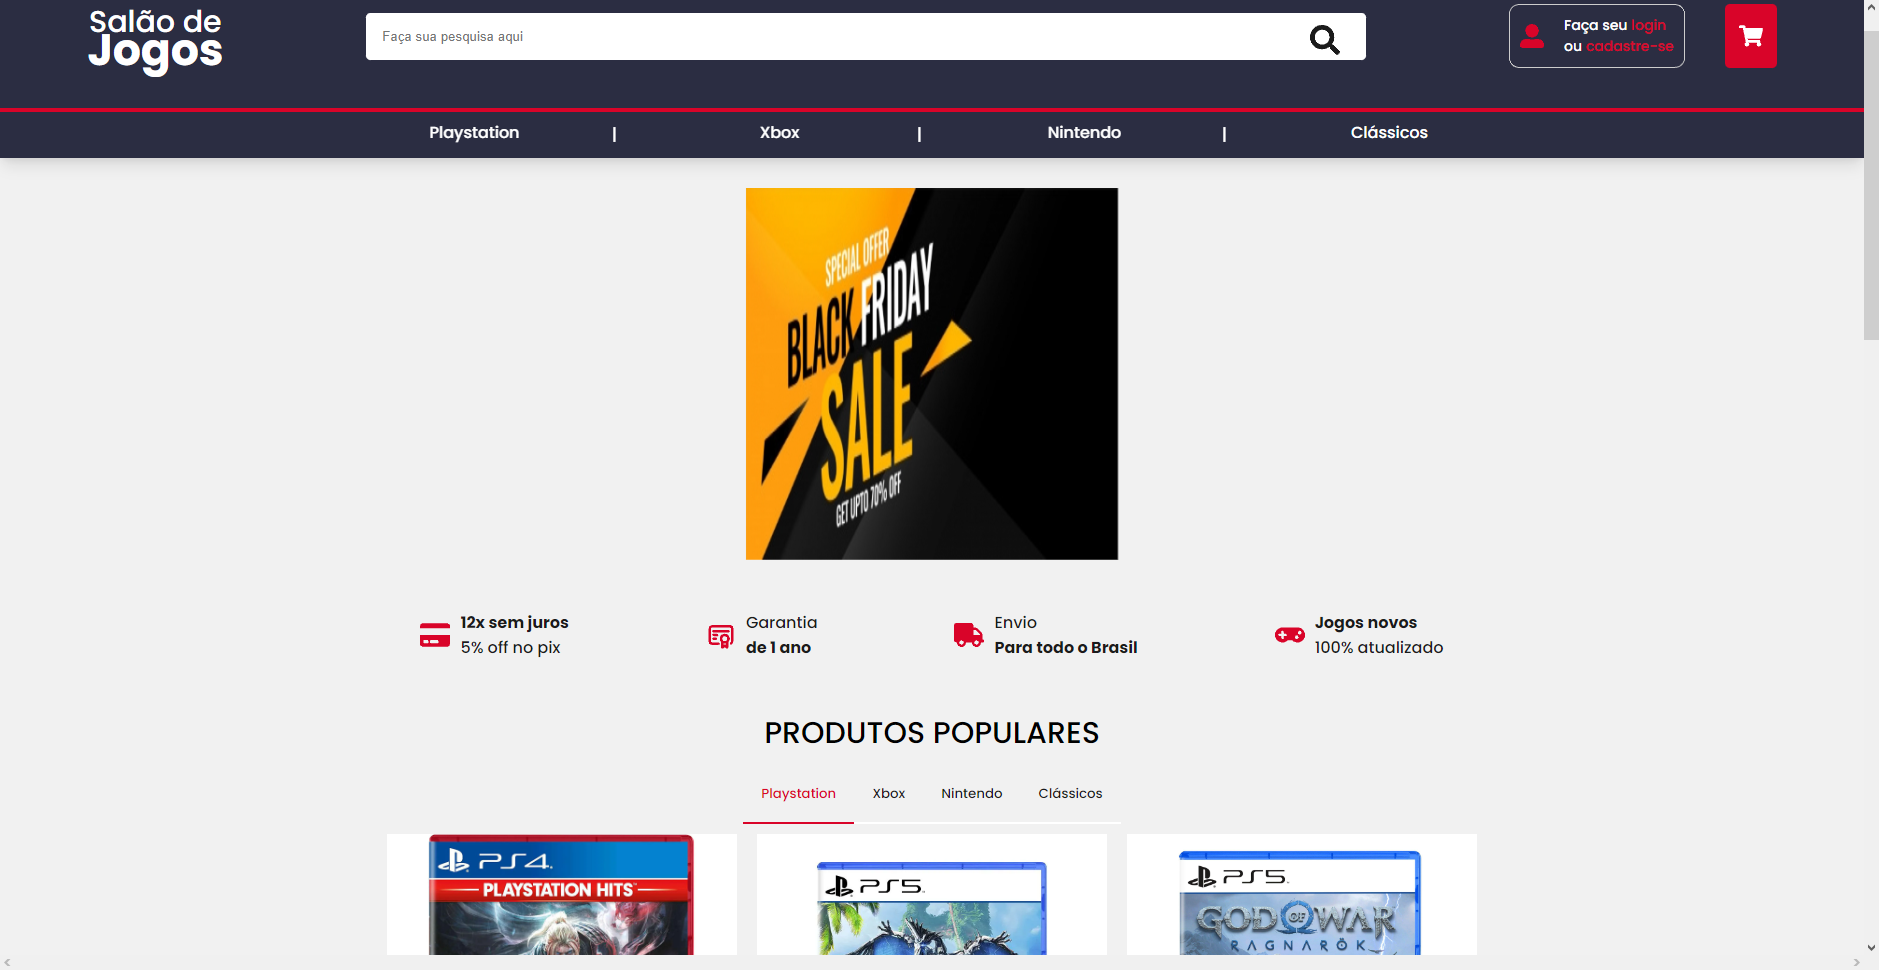 Salão de
Jogos
Faça sua pesquisa aqui
Faça seu login
ou cadastre-se
Playstation | Xbox | Nintendo | Clássicos
SPECIAL OFFER
BLACK FRIDAY
SALE
GET UPTO 70% OFF
12x sem juros
5% off no pix
Garantia
de 1 ano
Envio
Para todo o Brasil
Jogos novos
100% atualizado
PRODUTOS POPULARES
Playstation Xbox Nintendo Clássicos
PS4
PLAYSTATION HITS
PS5
PS5
GOD OF WAR
RAGNARÖK